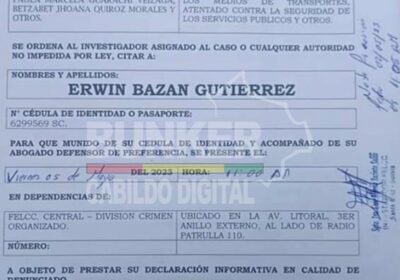 PAOLA MARCELA GUARACHI VEIZAGA,
BETZABET JHOANA QUIROZ MORALES Y
OTROS.
LOS MEDIOS DE TRANSPORTES,
ATENTADO CONTRA LA SEGURIDAD DE
LOS SERVICIOS PUBLICOS Y OTROS.
SE ORDENA AL INVESTIGADOR ASIGNADO AL CASO O CUALQUIER AUTORIDAD
NO IMPEDIDA POR LEY, CITAR A:
NOMBRES Y APELLIDOS:
ERWIN BAZAN GUTIERREZ
N° CÉDULA DE IDENTIDAD O PASAPORTE:
6299569 SC.
BUNKER
CABILDO DIGITAL
PARA QUE MUNIDO DE SU CEDULA DE IDENTIDAD Y ACOMPAÑADO DE SU
ABOGADO DEFENSOR DE PREFERENCIA, SE PRESENTE EL:
Viernes 05 de Mayo DEL 2023 HORA: 11:00 AM
EN DEPENDENCIAS DE:
FELCC. CENTRAL – DIVISION CRIMEN
ORGANIZADO.
UBICADO EN LA AV. LITORAL, 3ER
ANILLO EXTERNO, AL LADO DE RADIO
PATRULLA 110.
NÚMERO:
A OBJETO DE PRESTAR SU DECLARACIÓN INFORMATIVA EN CALIDAD DE
DENUNCIADO